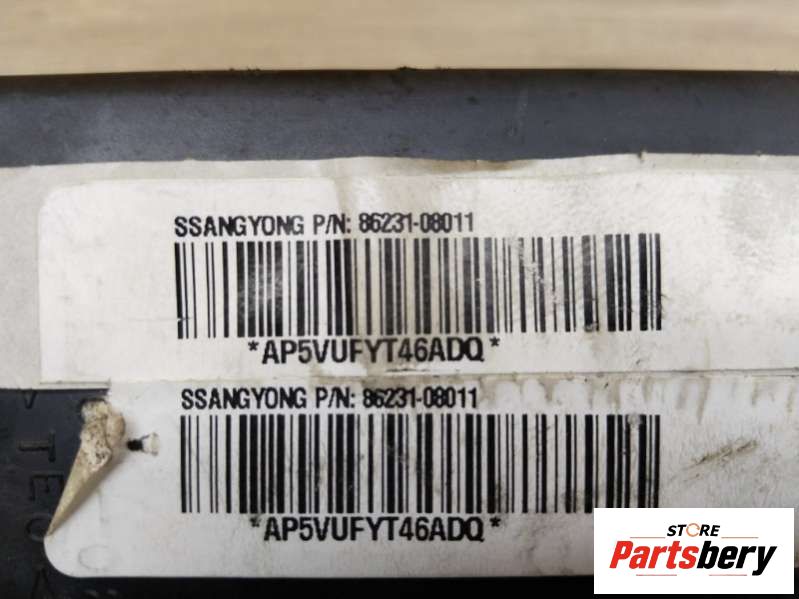 SSANGYONG P/N: 86231-08011
*AP5VUFYT46ADQ*
SSANGYONG P/N: 86231-08011
*AP5VUFYT46ADQ*
STORE
Partsbery